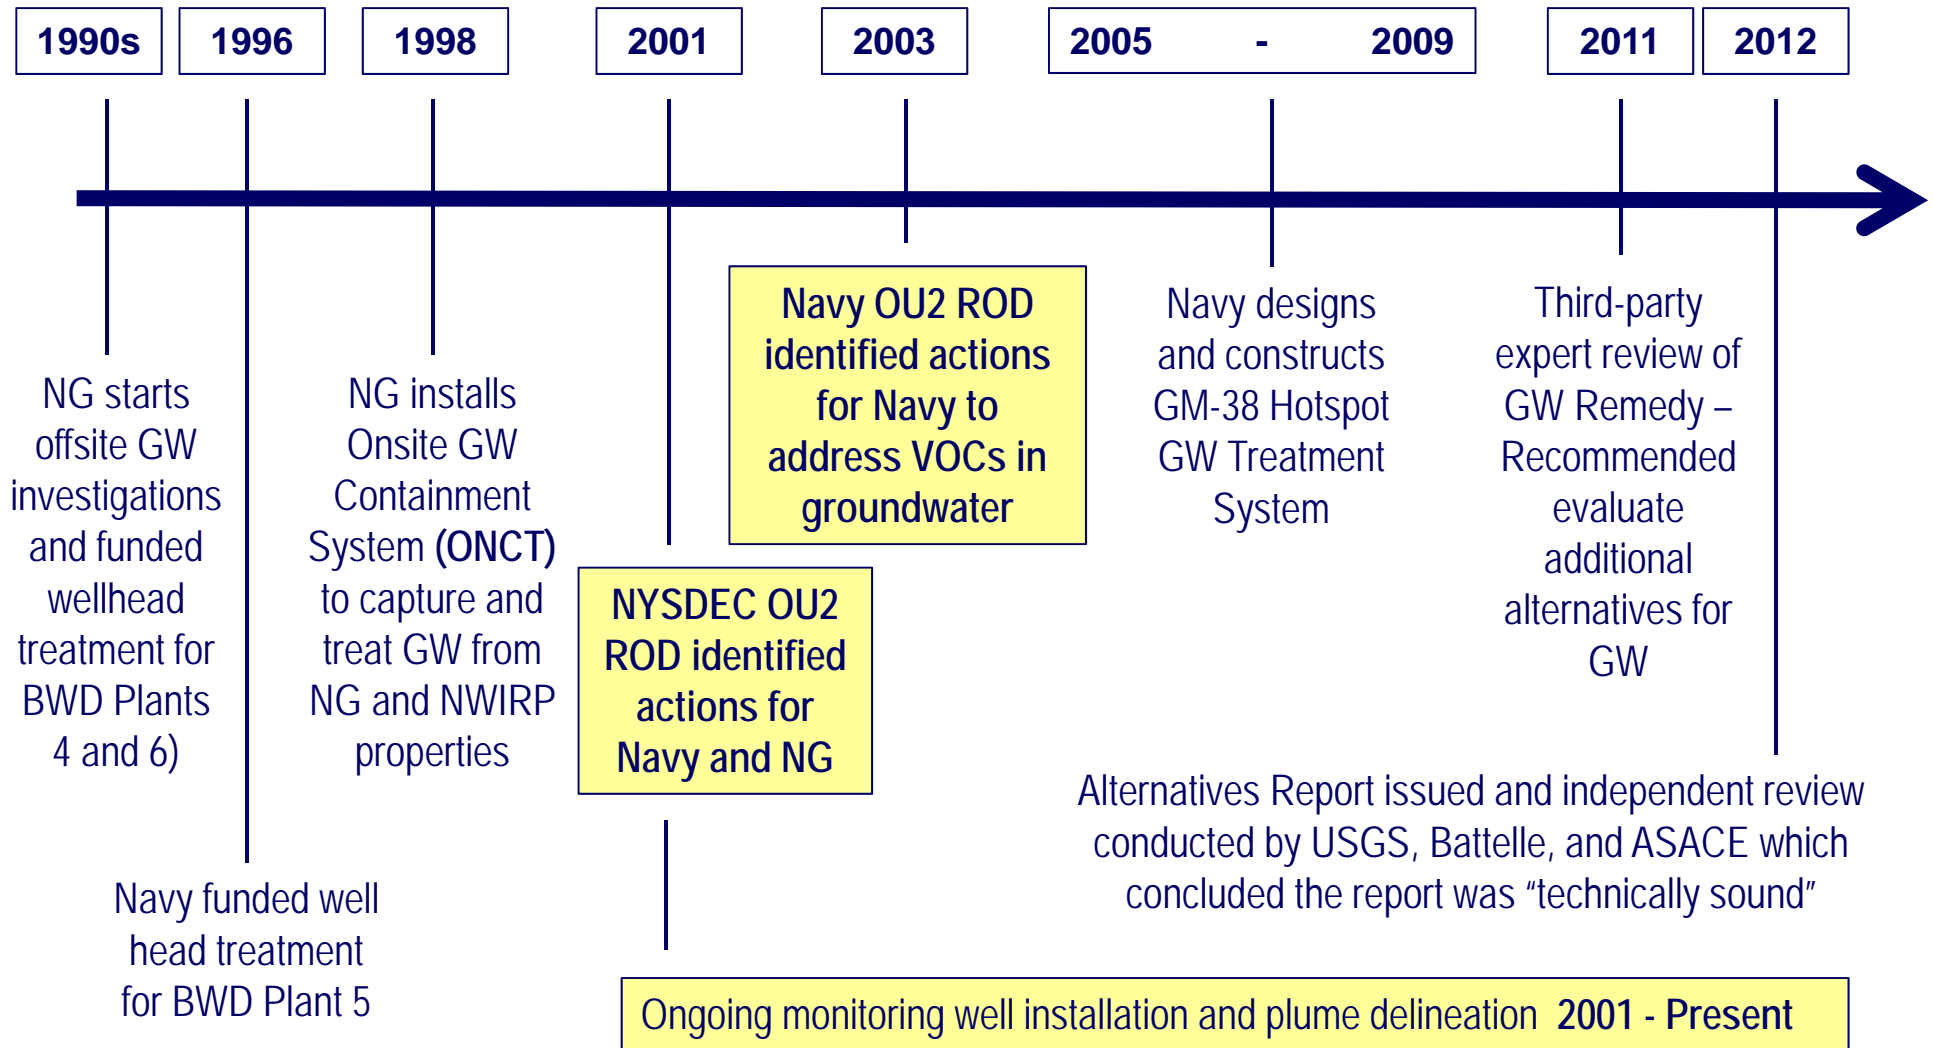 1990s
1996
1998
2001
2003
2005 - 2009
2011
2012
NG starts
offsite GW
investigations
and funded
wellhead
treatment for
BWD Plants
4 and 6)
Navy funded well
head treatment
for BWD Plant 5
NG installs
Onsite GW
Containment
System (ONCT)
to capture and
treat GW from
NG and NWIRP
properties
NYSDEC OU2
ROD identified
actions for
Navy and NG
Navy OU2 ROD
identified actions
for Navy to
address VOCs in
groundwater
Navy designs
and constructs
GM-38 Hotspot
GW Treatment
System
Third-party
expert review of
GW Remedy –
Recommended
evaluate
additional
alternatives for
GW
Alternatives Report issued and independent review
conducted by USGS, Battelle, and ASACE which
concluded the report was “technically sound”
Ongoing monitoring well installation and plume delineation 2001 - Present